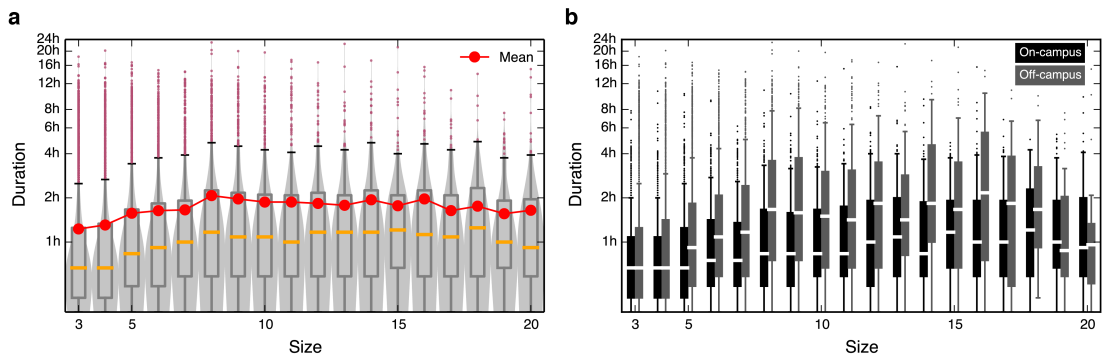 a
24h
20h
16h
12h
8h
6h
4h
2h
1h
Duration
Mean
3 5 10 15 20
Size
b
24h
20h
16h
12h
8h
6h
4h
2h
1h
Duration
On-campus
Off-campus
3 5 10 15 20
Size